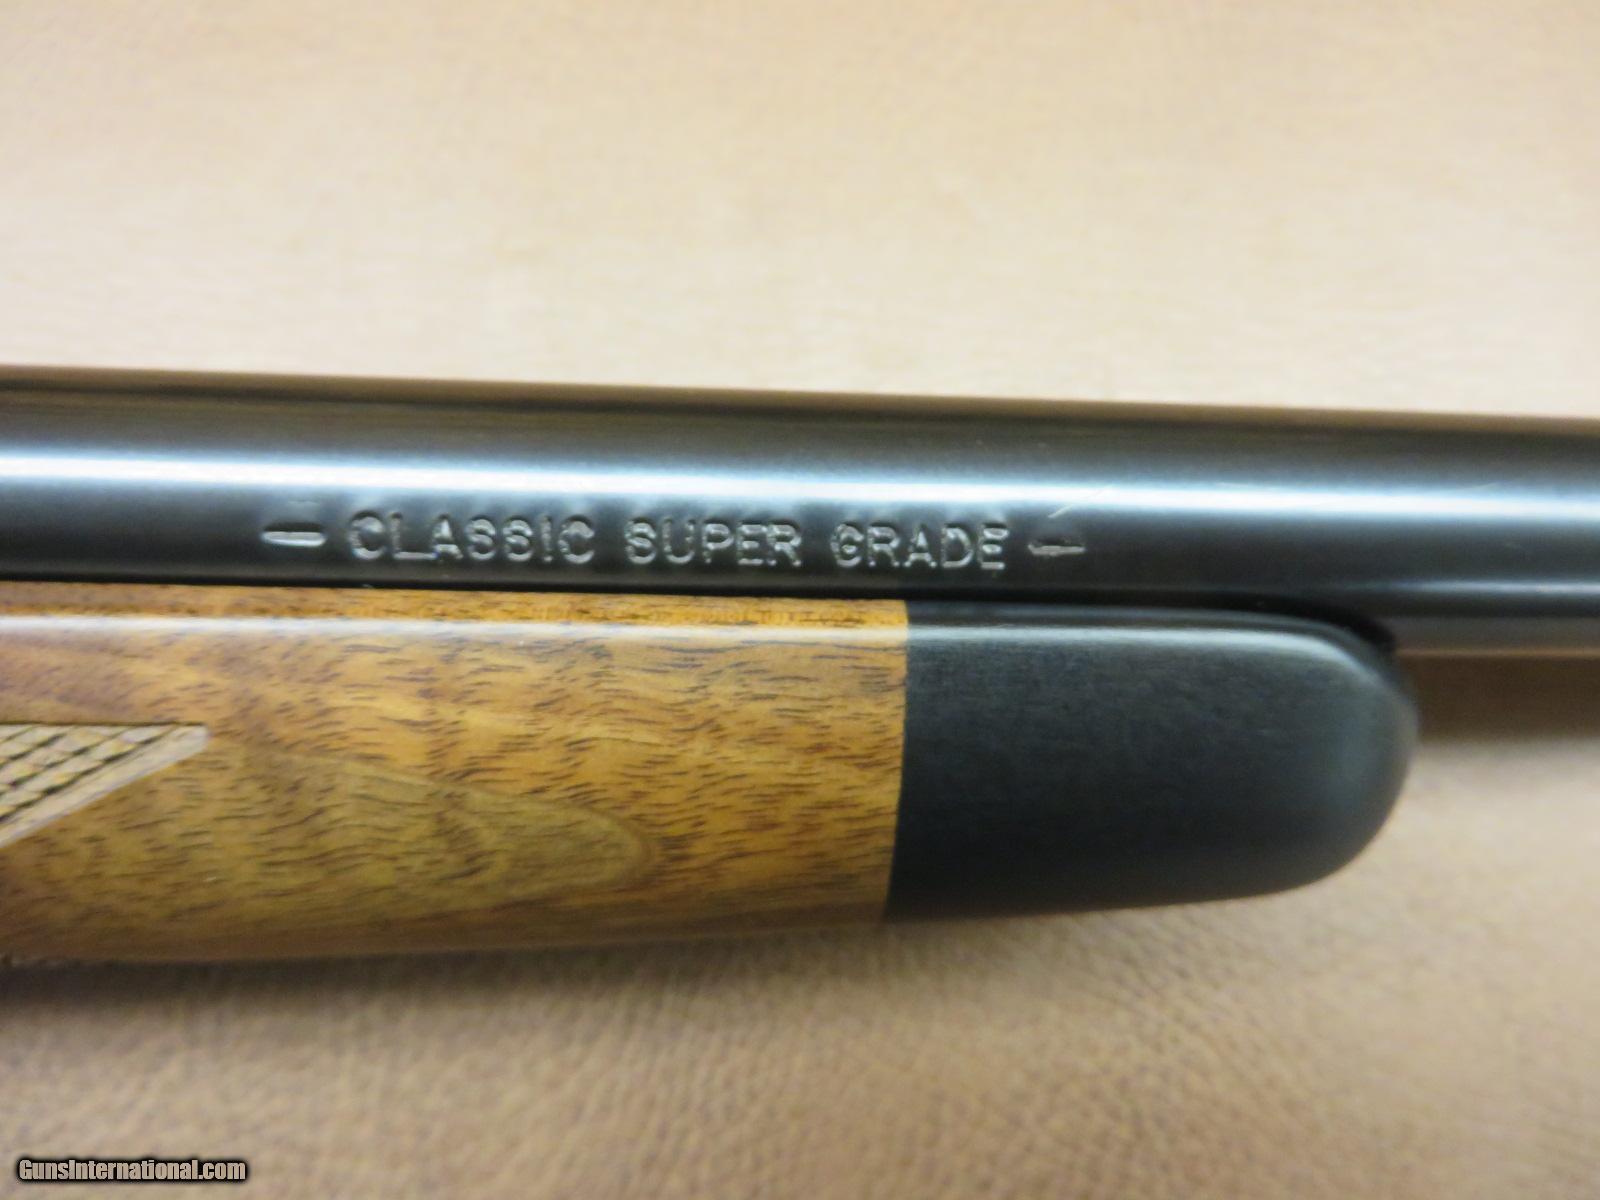 - CLASSIC SUPER GRADE -
GunsInternational.com